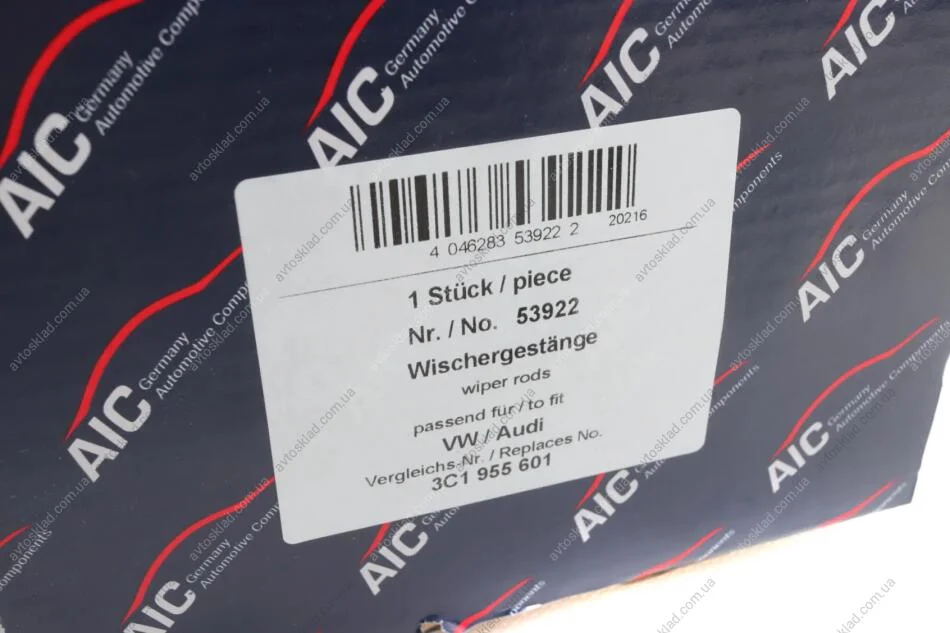 AIC Germany
Automotive Components
4 046283 53922 2
20216
1 Stück / piece
Nr. / No. 53922
Wischergestänge
wiper rods
passend für / to fit
VW / Audi
Vergleichs-Nr. / Replaces No.
3C1 955 601
avtosklad.com.ua